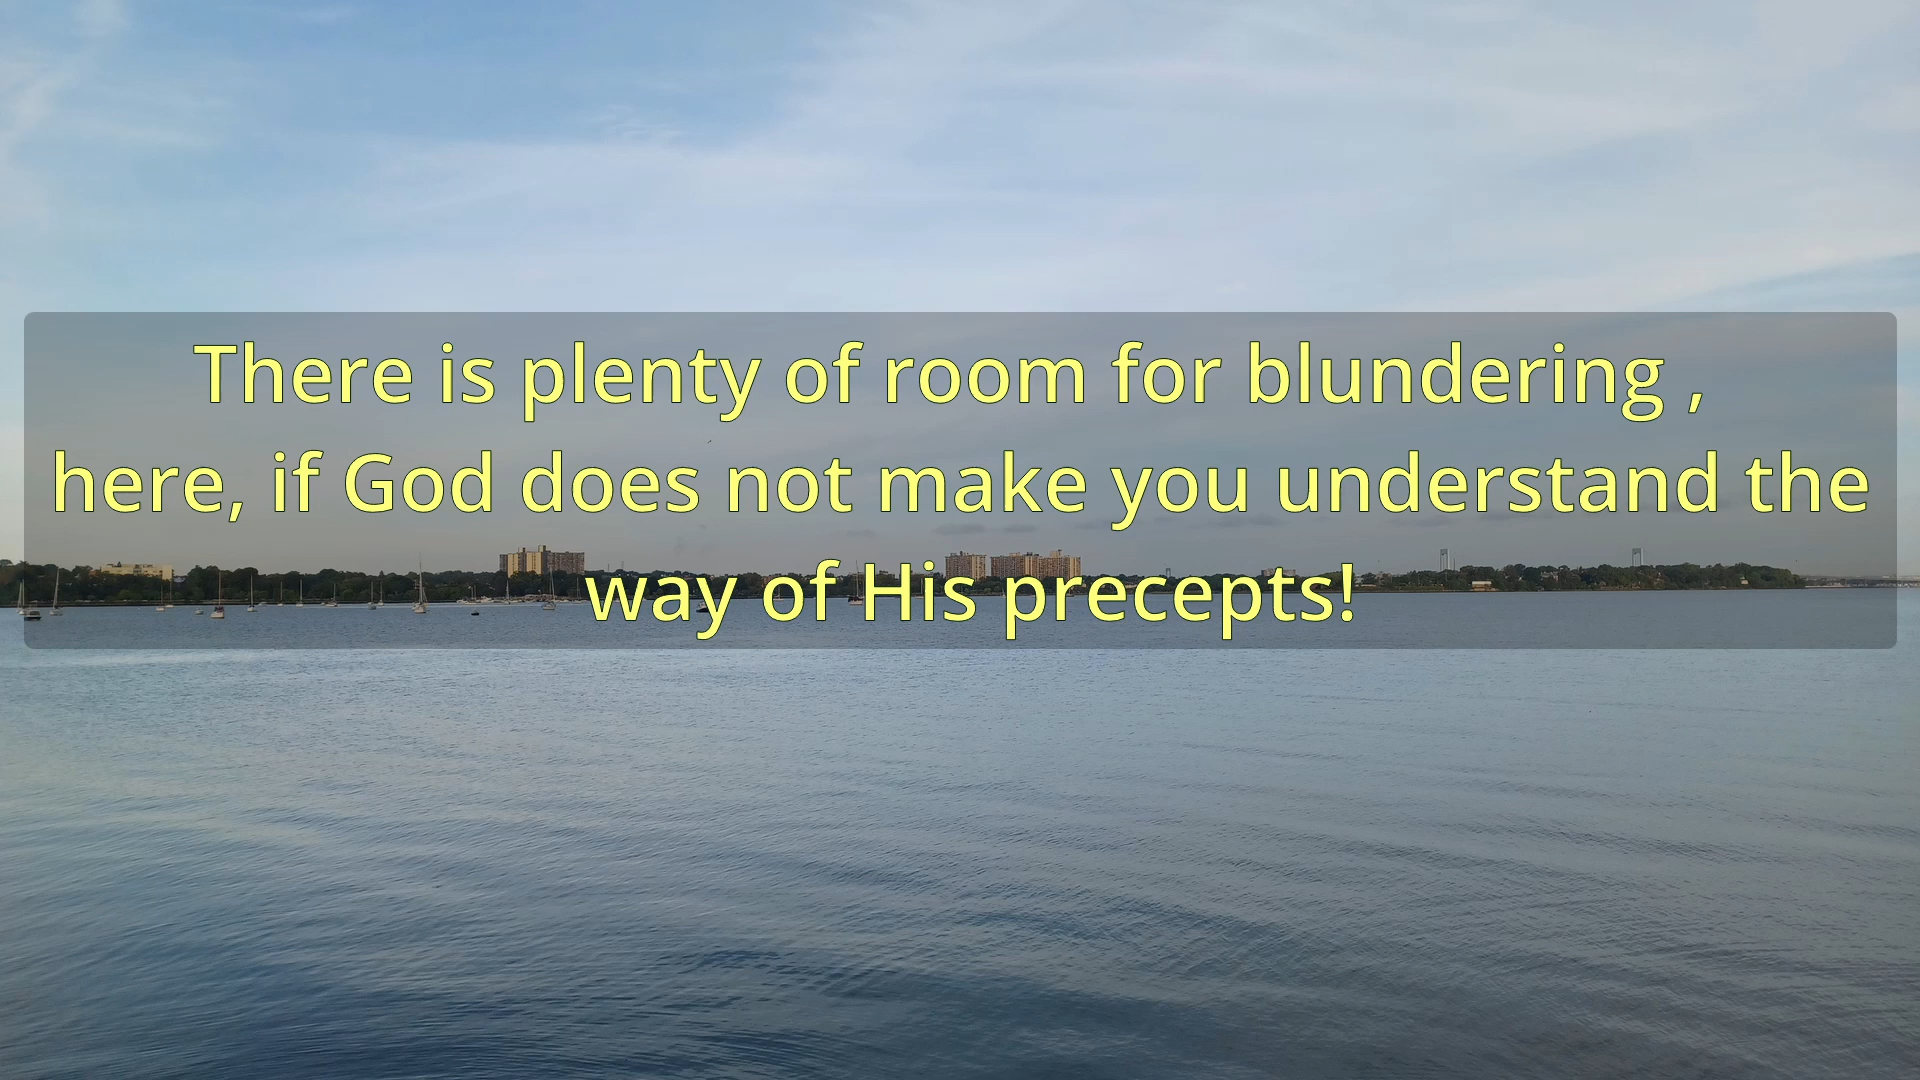 There is plenty of room for blundering ,
here, if God does not make you understand the
way of His precepts!